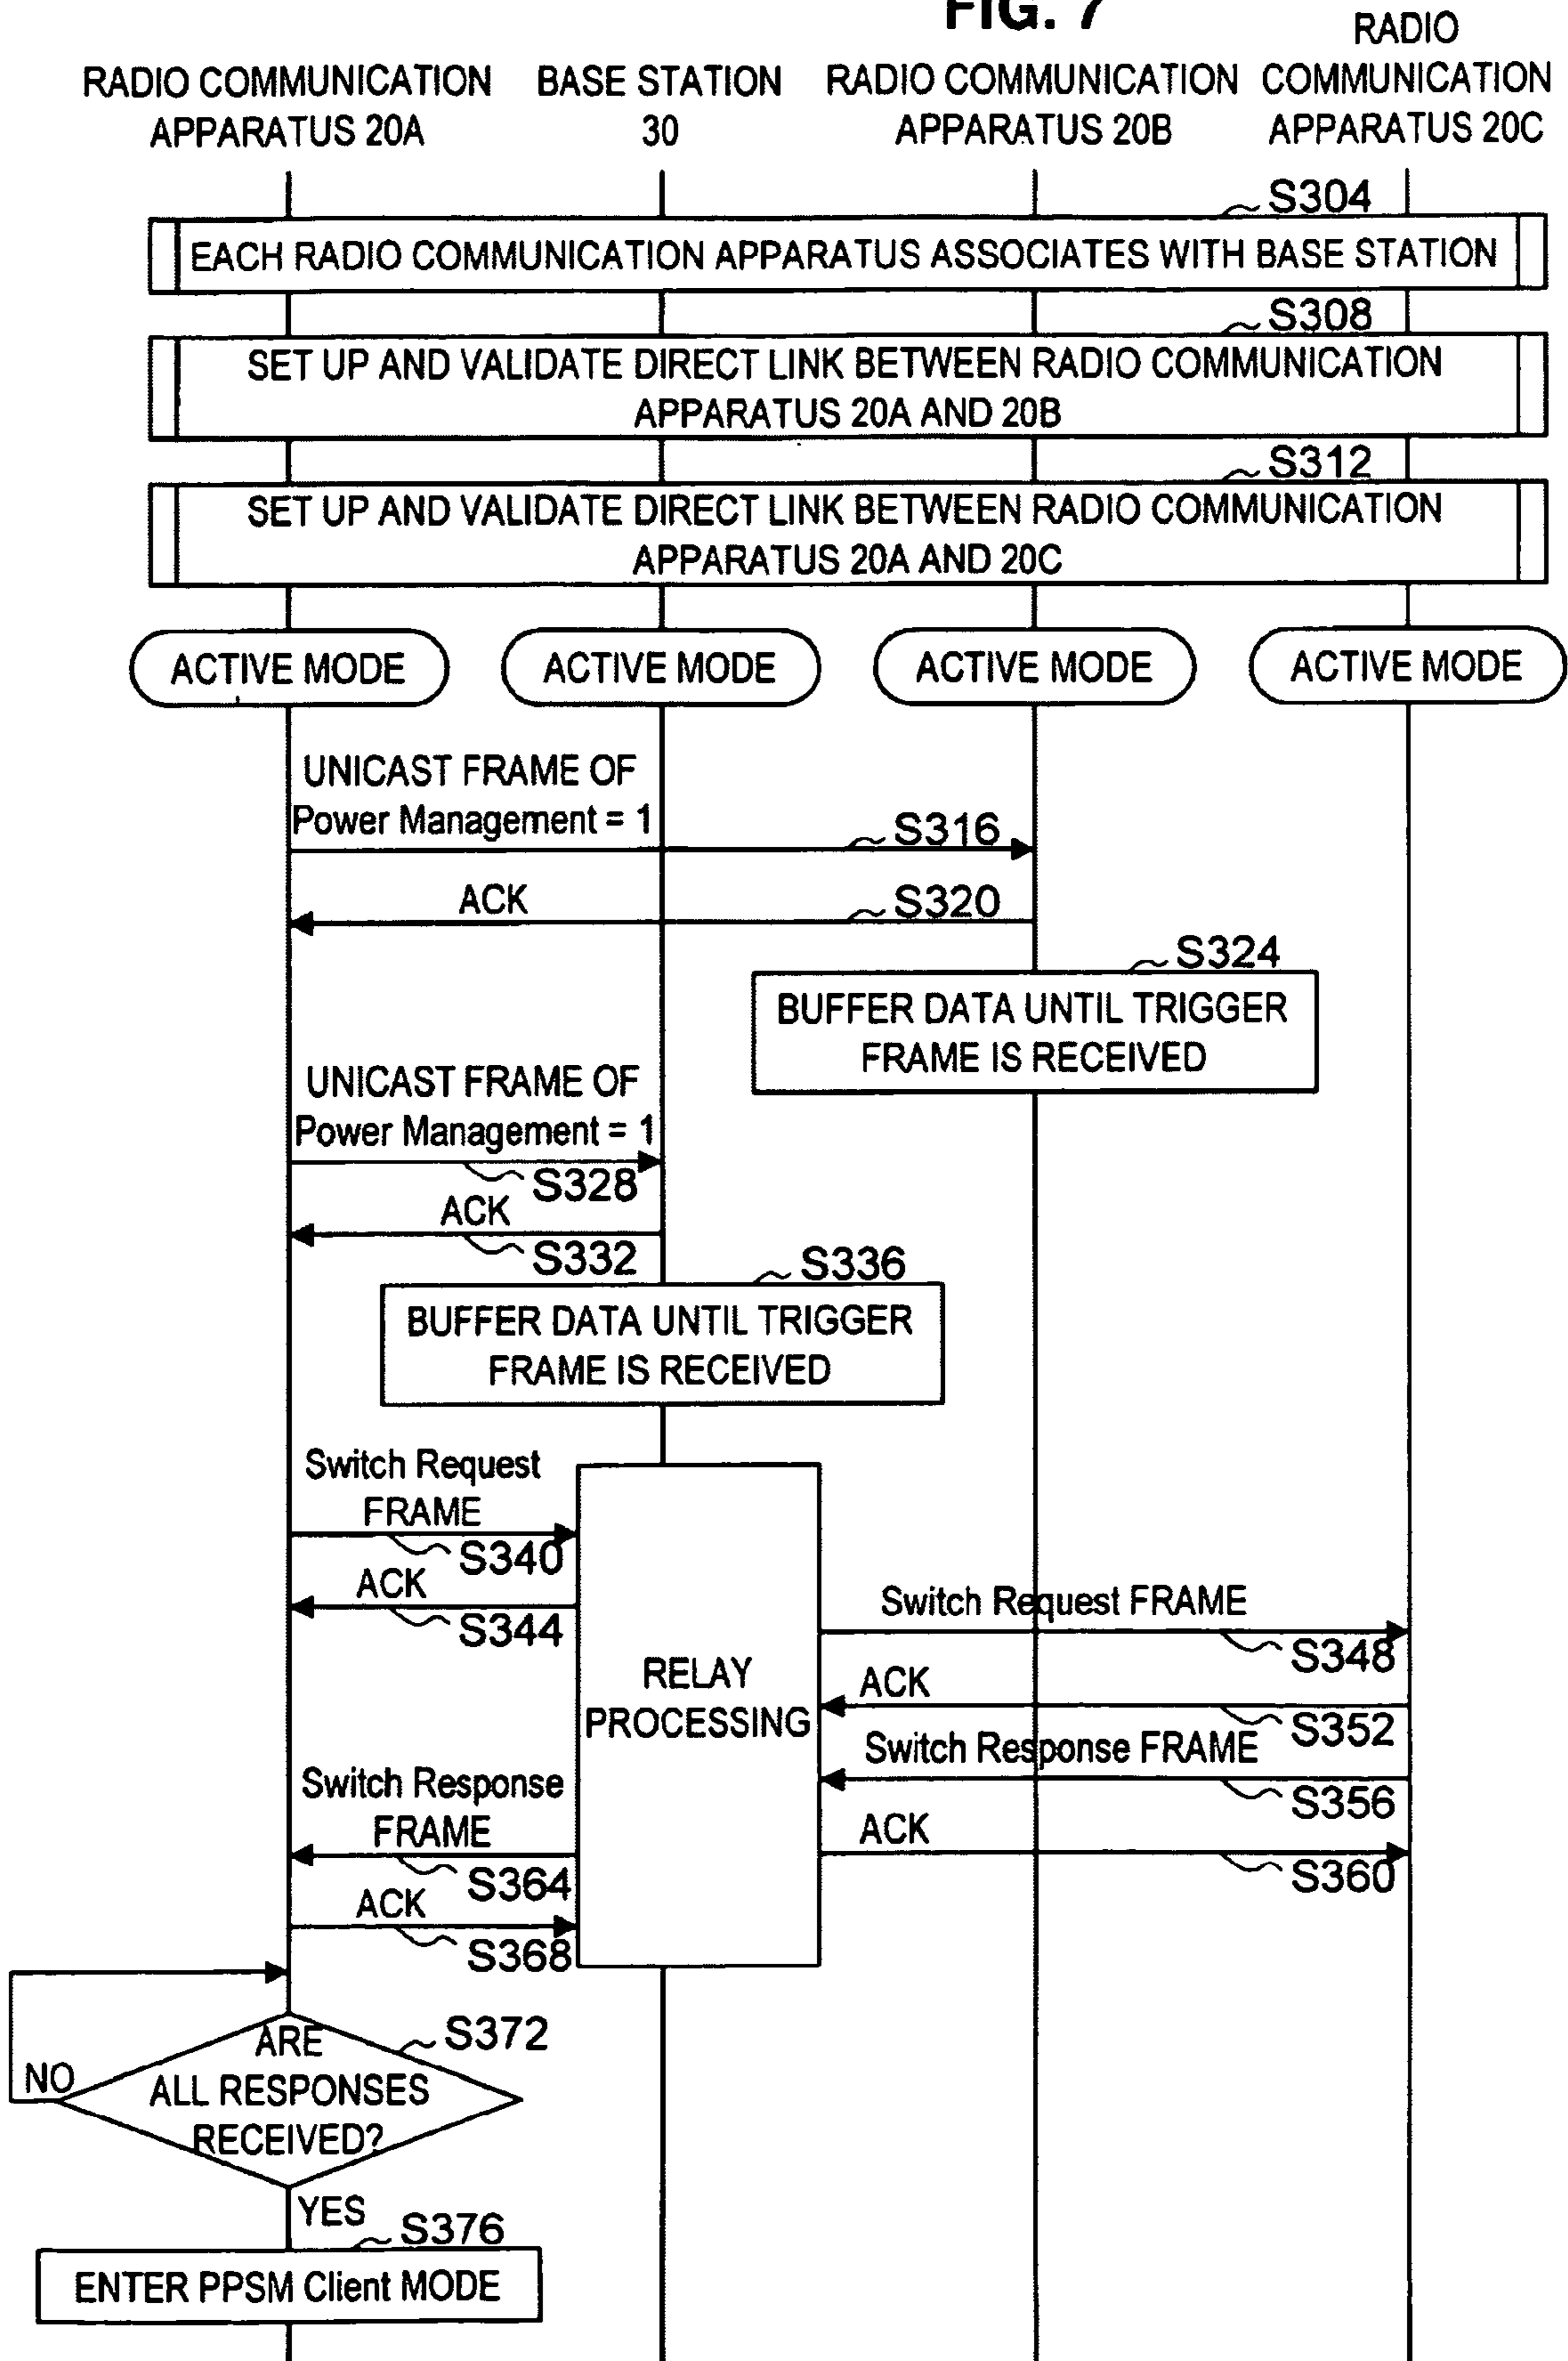 FIG. 7
RADIO COMMUNICATION
APPARATUS 20A
BASE STATION
30
RADIO COMMUNICATION
APPARATUS 20B
RADIO
COMMUNICATION
APPARATUS 20C
S304
EACH RADIO COMMUNICATION APPARATUS ASSOCIATES WITH BASE STATION
S308
SET UP AND VALIDATE DIRECT LINK BETWEEN RADIO COMMUNICATION
APPARATUS 20A AND 20B
S312
SET UP AND VALIDATE DIRECT LINK BETWEEN RADIO COMMUNICATION
APPARATUS 20A AND 20C
ACTIVE MODE
ACTIVE MODE
ACTIVE MODE
ACTIVE MODE
UNICAST FRAME OF
Power Management = 1
S316
ACK
S320
S324
BUFFER DATA UNTIL TRIGGER
FRAME IS RECEIVED
UNICAST FRAME OF
Power Management = 1
S328
ACK
S332
S336
BUFFER DATA UNTIL TRIGGER
FRAME IS RECEIVED
Switch Request
FRAME
S340
ACK
S344
RELAY
PROCESSING
Switch Request FRAME
S348
ACK
S352
Switch Response FRAME
S356
ACK
S360
Switch Response
FRAME
S364
ACK
S368
S372
ARE
ALL RESPONSES
RECEIVED?
NO
YES
S376
ENTER PPSM Client MODE